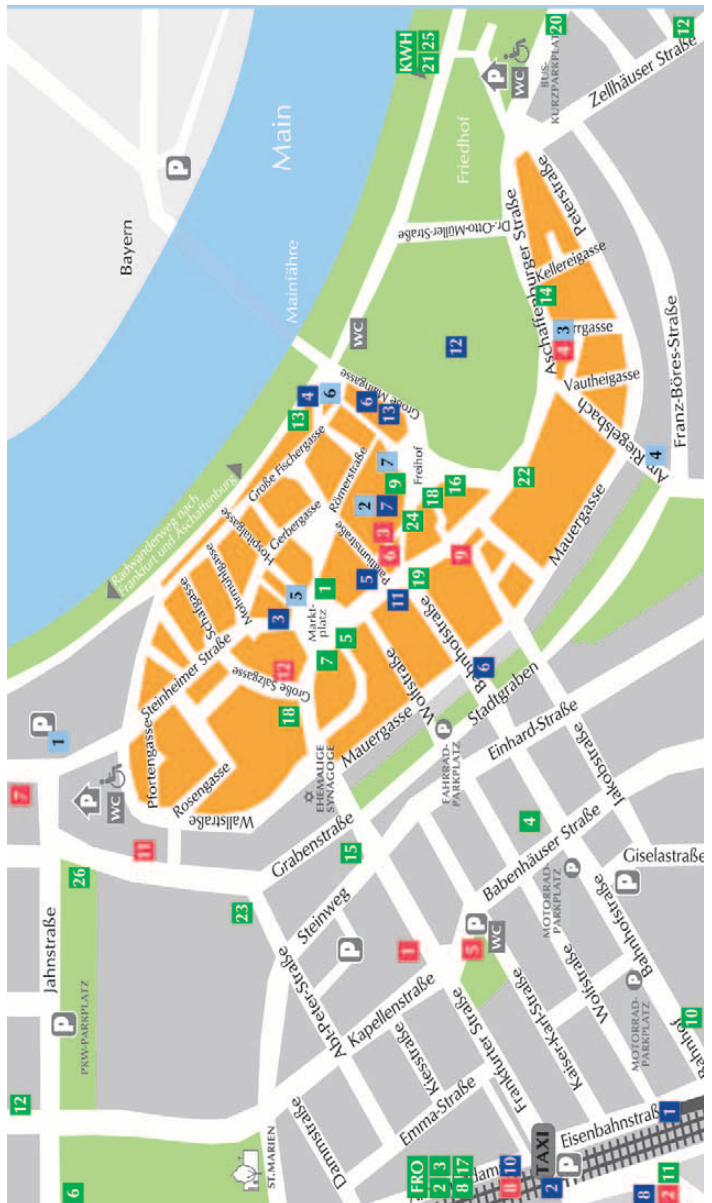 Bayern
Main
Mainfähre
Radwanderweg nach
Frankfurt und Aschaffenburg
KWH
21 25
20
BUS-
KURZPARKPLATZ
12
Zellhäuser Straße
P
WC
Friedhof
Dr.-Otto-Müller-Straße
Aschaffenburger Straße
Peterstraße
Kellereigasse
14
3
4
Vautheigasse
Am Riegelsbach
4
Franz-Böres-Straße
P
WC
12
Große Maingasse
4
6
6
13
13
Große Fischergasse
Römerstraße
Hospitalgasse
Gerbergasse
Mohrmühlgasse
Schafgasse
Steinheimer Straße
Pfortengasse
Rosengasse
Wallstraße
Große Salzgasse
Markt-
platz
Freihof
7
9
2
7
3
6
24
18
16
22
5
19
11
9
1
5
3
5
7
12
18
Mauergasse
Mauergasse
Wolfstraße
Bahnhofstraße
6
Stadtgraben
Einhard-Straße
Jakobstraße
EHEMALIGE
SYNAGOGE
FAHRRAD-
PARKPLATZ
P
Grabenstraße
15
Steinweg
23
P
1
7
P
WC
11
26
Jahnstraße
P
PKW-PARKPLATZ
12
6
ST.MARIEN
Abt-Peter-Straße
P
Kapellenstraße
Kiesstraße
1
5
P
WC
Babenhäuser Straße
4
MOTORRAD-
PARKPLATZ
P
Giselastraße
P
Bahnhofstraße
Wolfstraße
MOTORRAD-
PARKPLATZ
P
Kaiser-Karl-Straße
Frankfurter Straße
Emma-Straße
Dammstraße
10
Bahnhof
Eisenbahnstraße
1
FRO
2 3
8 17
8
10
2
TAXI
P
8
2
11